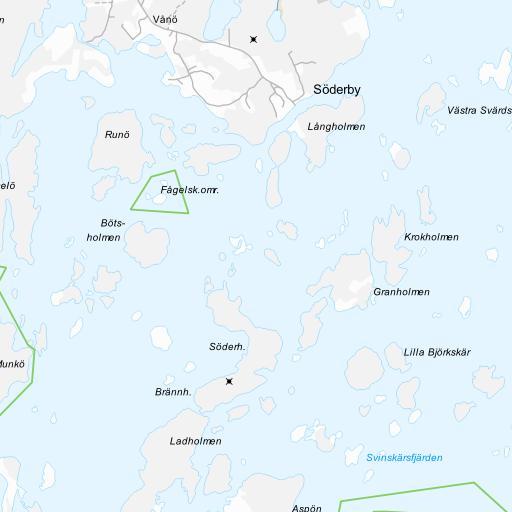 Vånö
Söderby
Västra Svärds
Långholmen
Runö
elö
Fågelsk.omr.
Böts-
holmen
Krokholmen
Granholmen
Söderh.
Lilla Björkskär
Munkö
Brännh.
Ladholmen
Svinskärsfjärden
Aspön